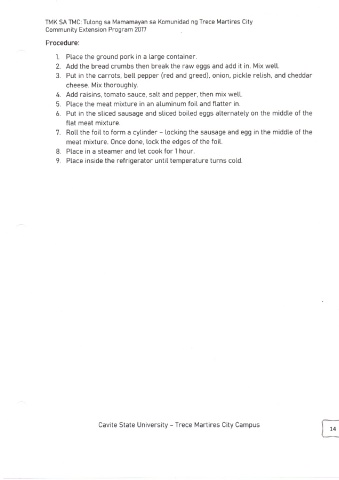 TMK SA TMC: Tulong sa Mamamayan sa Komunidad ng Trece Martires City
Community Extension Program 2017
Procedure:
1. Place the ground pork in a large container.
2. Add the bread crumbs then break the raw eggs and add it in. Mix well.
3. Put in the carrots, bell pepper (red and greed), onion, pickle relish, and cheddar
cheese. Mix thoroughly.
4. Add raisins, tomato sauce, salt and pepper, then mix well.
5. Place the meat mixture in an aluminum foil and flatter in.
6. Put in the sliced sausage and sliced boiled eggs alternately on the middle of the
flat meat mixture.
7. Roll the foil to form a cylinder – locking the sausage and egg in the middle of the
meat mixture. Once done, lock the edges of the foil.
8. Place in a steamer and let cook for 1 hour.
9. Place inside the refrigerator until temperature turns cold.
Cavite State University – Trece Martires City Campus
14